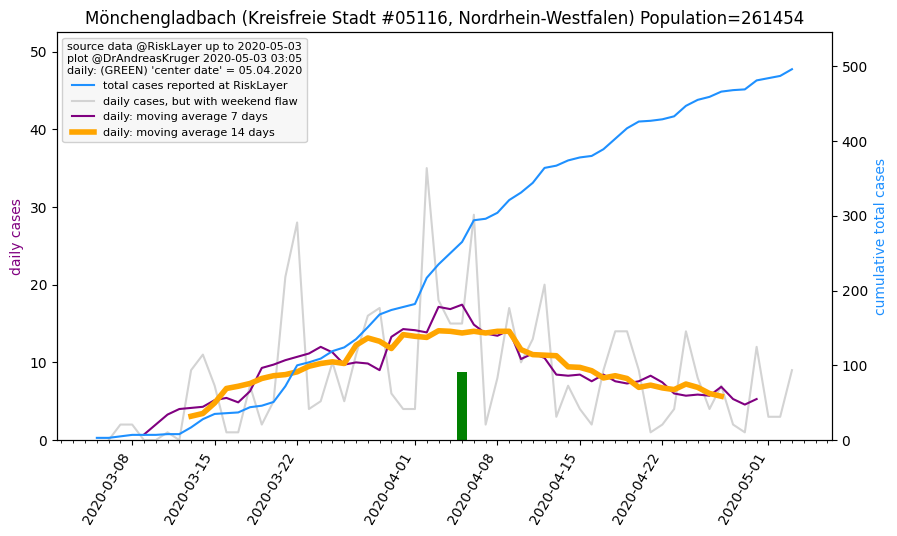 Mönchengladbach (Kreisfreie Stadt #05116, Nordrhein-Westfalen) Population=261454
source data @RiskLayer up to 2020-05-03
plot @DrAndreasKruger 2020-05-03 03:05
daily: (GREEN) 'center date' = 05.04.2020
total cases reported at RiskLayer
daily cases, but with weekend flaw
daily: moving average 7 days
daily: moving average 14 days
daily cases
0
10
20
30
40
50
cumulative total cases
0
100
200
300
400
500
2020-03-08
2020-03-15
2020-03-22
2020-04-01
2020-04-08
2020-04-15
2020-04-22
2020-05-01